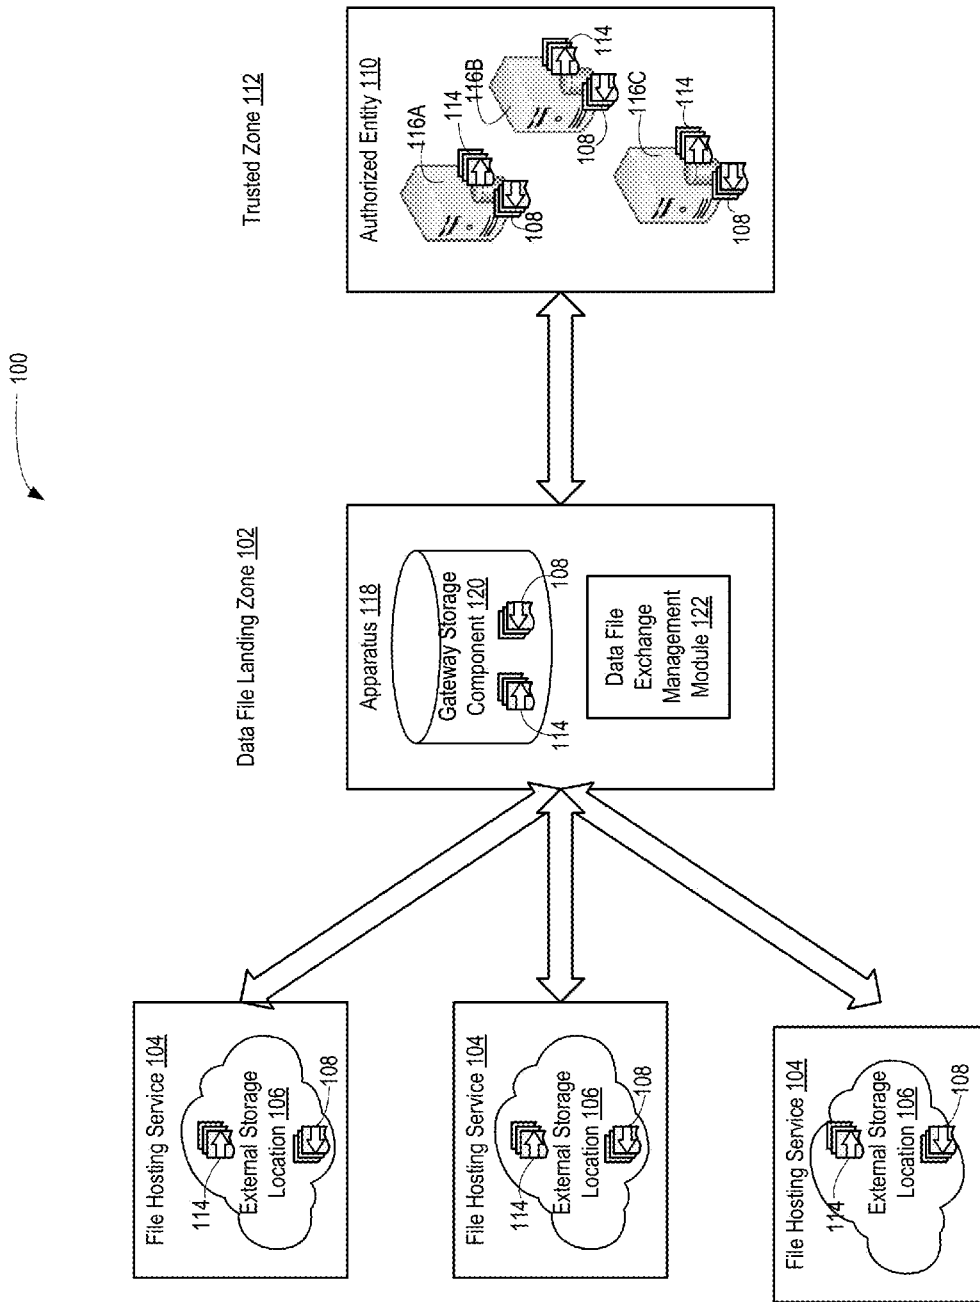 100
File Hosting Service 104
114
External Storage
Location 106
108
File Hosting Service 104
114
External Storage
Location 106
108
File Hosting Service 104
114
External Storage
Location 106
108
Data File Landing Zone 102
Apparatus 118
Gateway Storage
Component 120
114
108
Data File
Exchange
Management
Module 122
Trusted Zone 112
Authorized Entity 110
116A
114
108
116B
114
108
116C
114
108